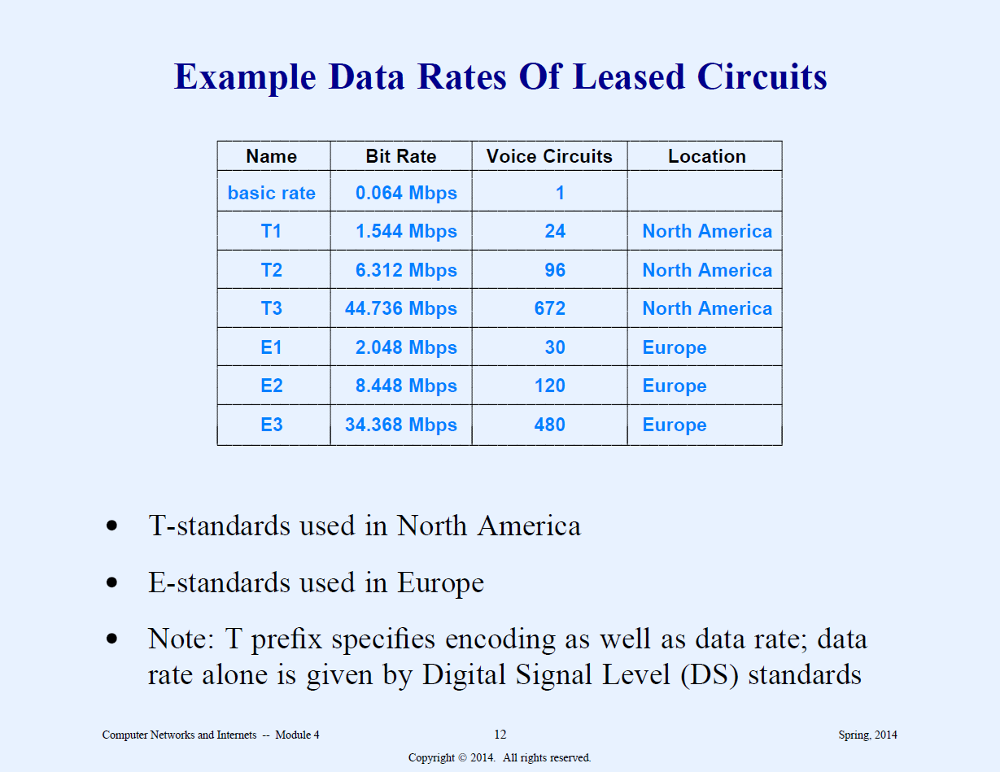 Example Data Rates Of Leased Circuits
Name Bit Rate Voice Circuits Location
basic rate 0.064 Mbps 1
T1 1.544 Mbps 24 North America
T2 6.312 Mbps 96 North America
T3 44.736 Mbps 672 North America
E1 2.048 Mbps 30 Europe
E2 8.448 Mbps 120 Europe
E3 34.368 Mbps 480 Europe
• T-standards used in North America
• E-standards used in Europe
• Note: T prefix specifies encoding as well as data rate; data
rate alone is given by Digital Signal Level (DS) standards
Computer Networks and Internets -- Module 4 12 Spring, 2014
Copyright © 2014. All rights reserved.